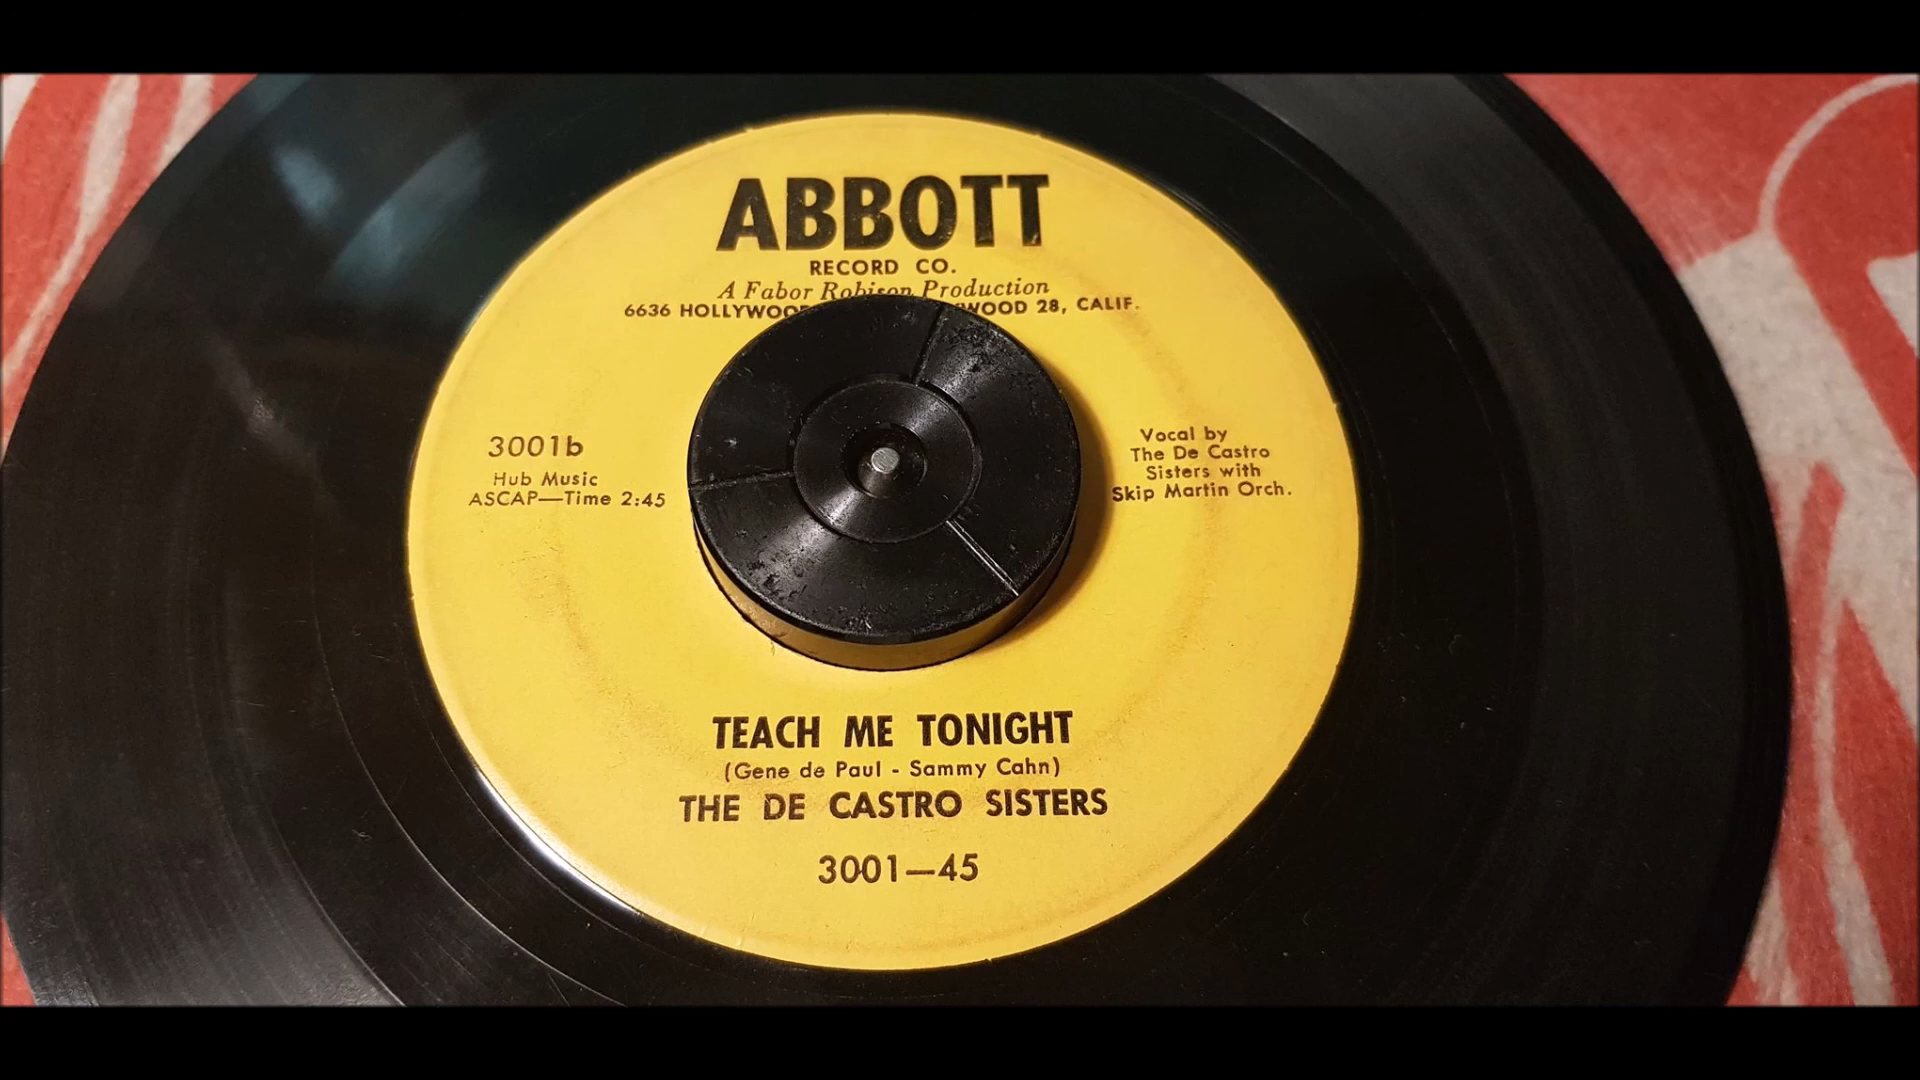 ABBOTT
RECORD CO.
A Fabor Robison Production
6636 HOLLYWOOD 28, CALIF.
3001b
Hub Music
ASCAP—Time 2:45
Vocal by
The De Castro
Sisters with
Skip Martin Orch.
TEACH ME TONIGHT
(Gene de Paul - Sammy Cahn)
THE DE CASTRO SISTERS
3001—45